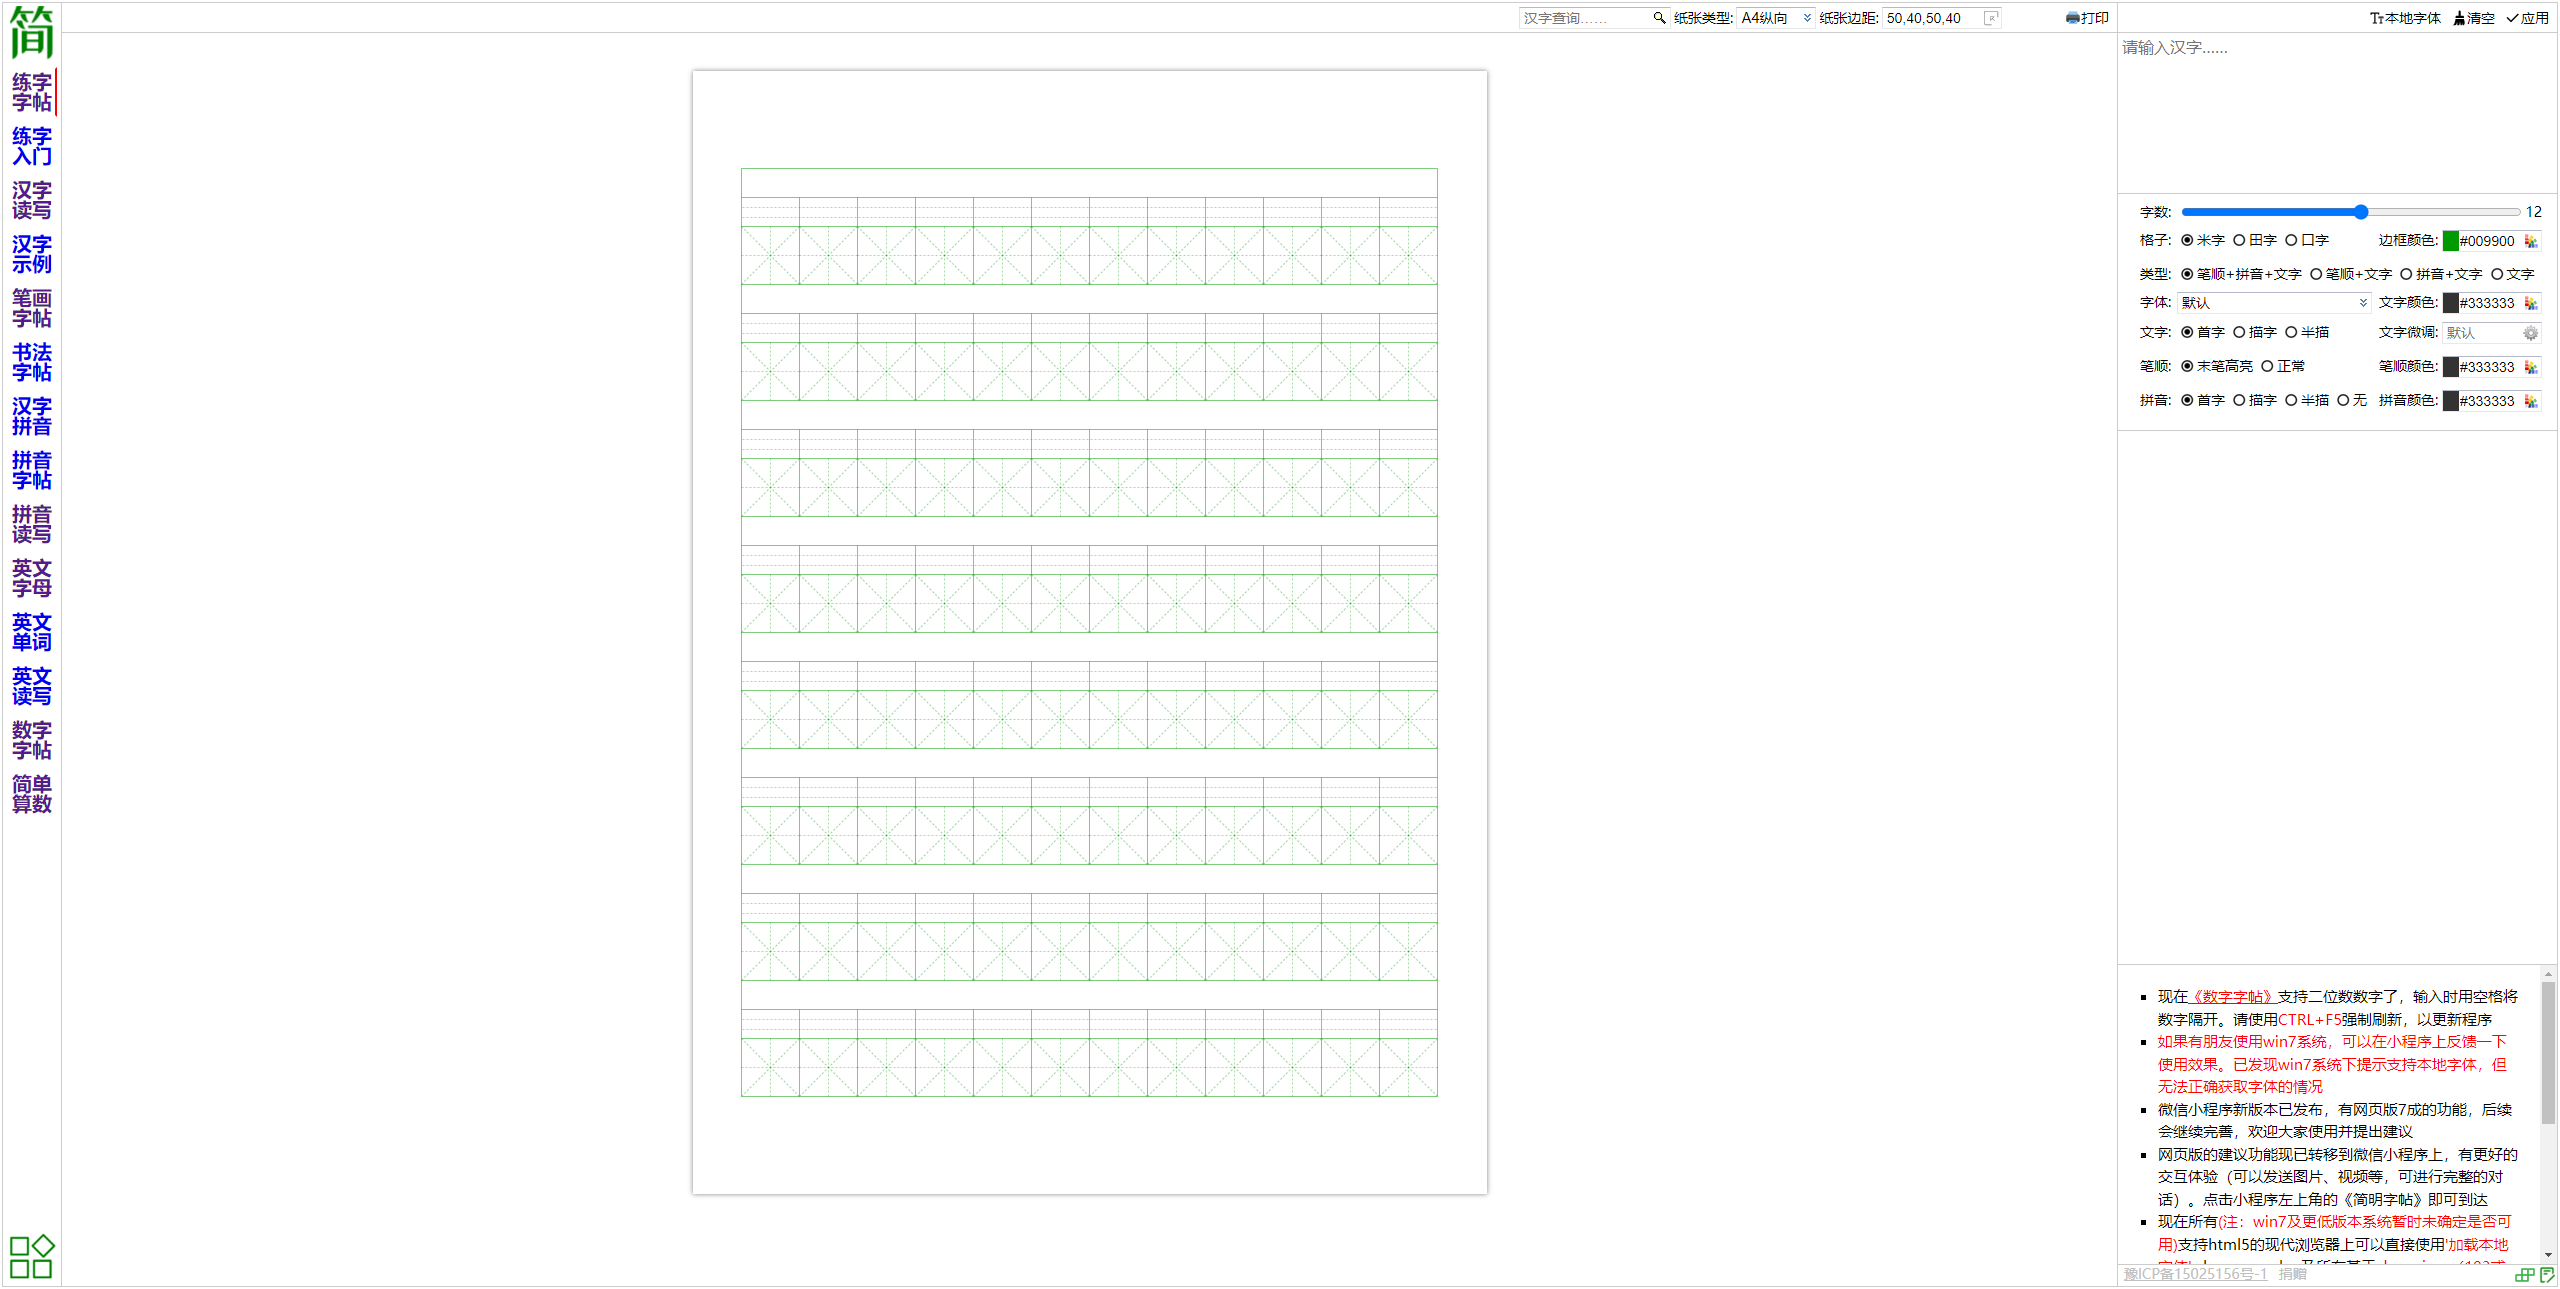 简
练字
字帖
练字
入门
汉字
读写
汉字
示例
笔画
字帖
书法
字帖
汉字
拼音
拼音
字帖
拼音
读写
英文
字母
英文
单词
英文
读写
数字
字帖
简单
算数
汉字查询…… 纸张类型: A4纵向 纸张边距: 50,40,50,40 打印
本地字体 清空 应用
请输入汉字……
字数: 12
格子: 米字 田字 口字 边框颜色: #009900
类型: 笔顺+拼音+文字 笔顺+文字 拼音+文字 文字
字体: 默认 文字颜色: #333333
文字: 首字 描字 半描 文字微调: 默认
笔顺: 末笔高亮 正常 笔顺颜色: #333333
拼音: 首字 描字 半描 无 拼音颜色: #333333
现在《数字字帖》支持二位数数字了，输入时用空格将
数字隔开。请使用CTRL+F5强制刷新，以更新程序
如果有朋友使用win7系统，可以在小程序上反馈一下
使用效果。已发现win7系统下提示支持本地字体，但
无法正确获取字体的情况
微信小程序新版本已发布，有网页版7成的功能，后续
会继续完善，欢迎大家使用并提出建议
网页版的建议功能现已转移到微信小程序上，有更好的
交互体验（可以发送图片、视频等，可进行完整的对
话）。点击小程序左上角的《简明字帖》即可到达
现在所有(注：win7及更低版本系统暂时未确定是否可
用)支持html5的现代浏览器上可以直接使用'加载本地
豫ICP备15025156号-1 捐赠